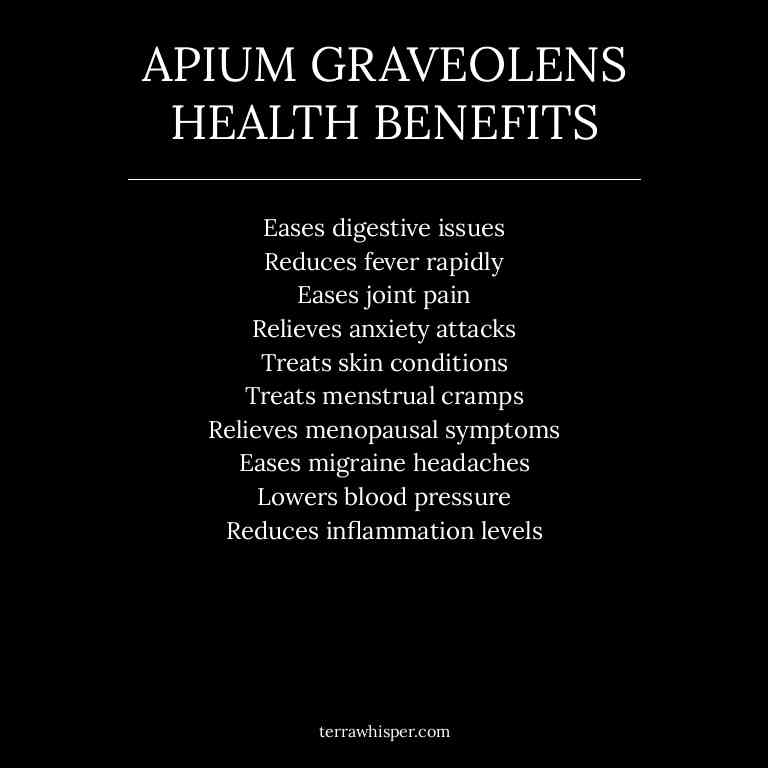 APIUM GRAVEOLENS
HEALTH BENEFITS
Eases digestive issues
Reduces fever rapidly
Eases joint pain
Relieves anxiety attacks
Treats skin conditions
Treats menstrual cramps
Relieves menopausal symptoms
Eases migraine headaches
Lowers blood pressure
Reduces inflammation levels
terrawhisper.com